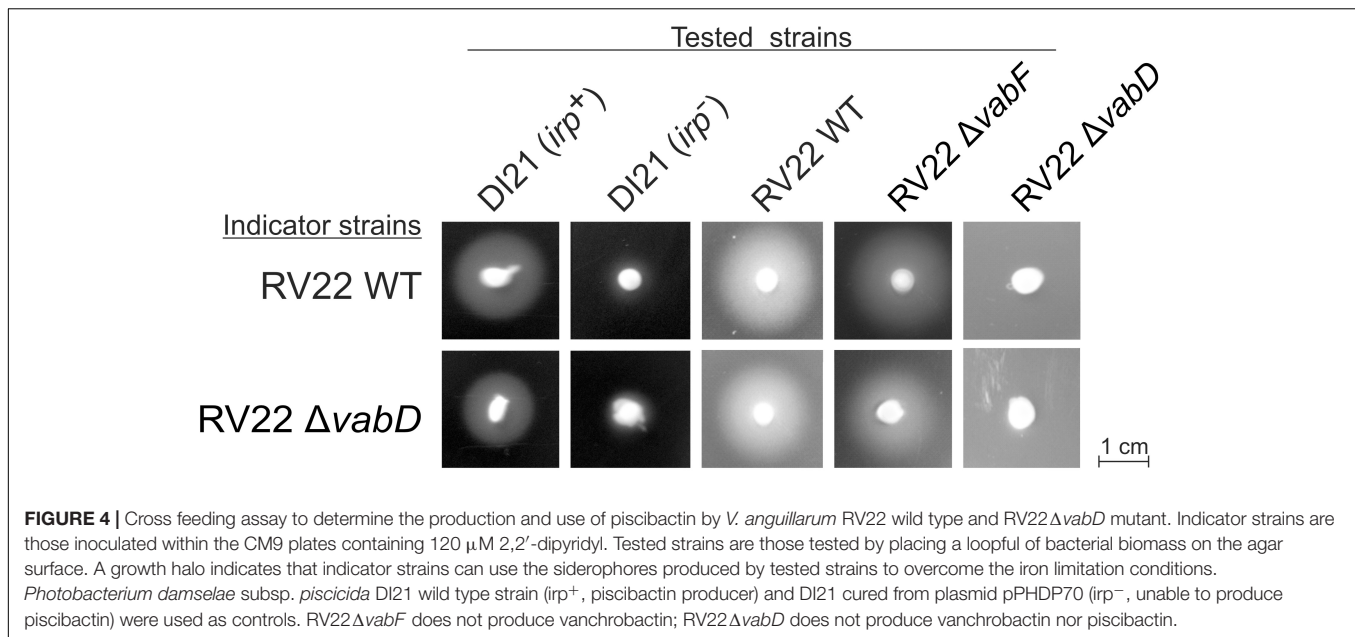 Tested strains
DI21 (irp+)
DI21 (irp-)
RV22 WT
RV22 ΔvabF
RV22 ΔvabD
Indicator strains
RV22 WT
RV22 ΔvabD
1 cm
FIGURE 4 | Cross feeding assay to determine the production and use of piscibactin by V. anguillarum RV22 wild type and RV22ΔvabD mutant. Indicator strains are
those inoculated within the CM9 plates containing 120 μM 2,2′-dipyridyl. Tested strains are those tested by placing a loopful of bacterial biomass on the agar
surface. A growth halo indicates that indicator strains can use the siderophores produced by tested strains to overcome the iron limitation conditions.
Photobacterium damselae subsp. piscicida DI21 wild type strain (irp+, piscibactin producer) and DI21 cured from plasmid pPHDP70 (irp−, unable to produce
piscibactin) were used as controls. RV22ΔvabF does not produce vanchrobactin; RV22ΔvabD does not produce vanchrobactin nor piscibactin.